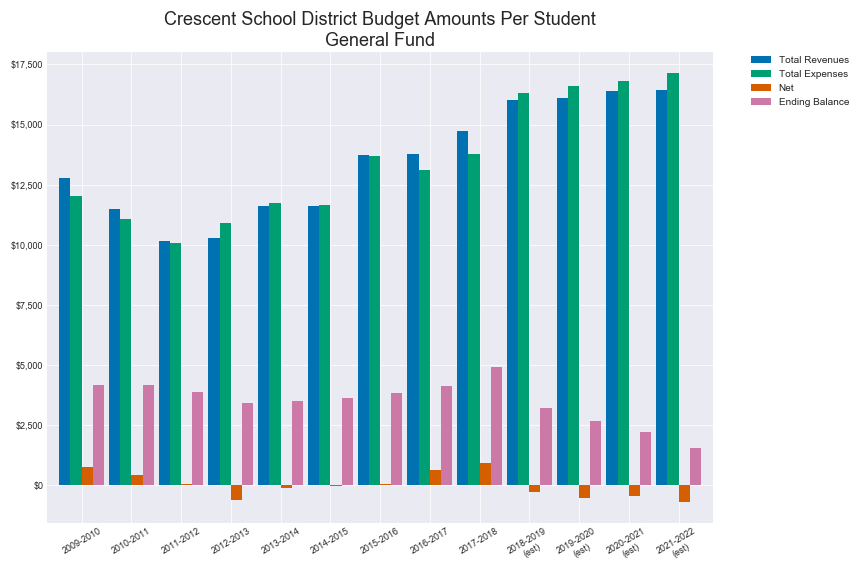 Crescent School District Budget Amounts Per Student
General Fund
Total Revenues
Total Expenses
Net
Ending Balance
$17,500
$15,000
$12,500
$10,000
$7,500
$5,000
$2,500
$0
2009-2010
2010-2011
2011-2012
2012-2013
2013-2014
2014-2015
2015-2016
2016-2017
2017-2018
2018-2019
(est)
2019-2020
(est)
2020-2021
(est)
2021-2022
(est)